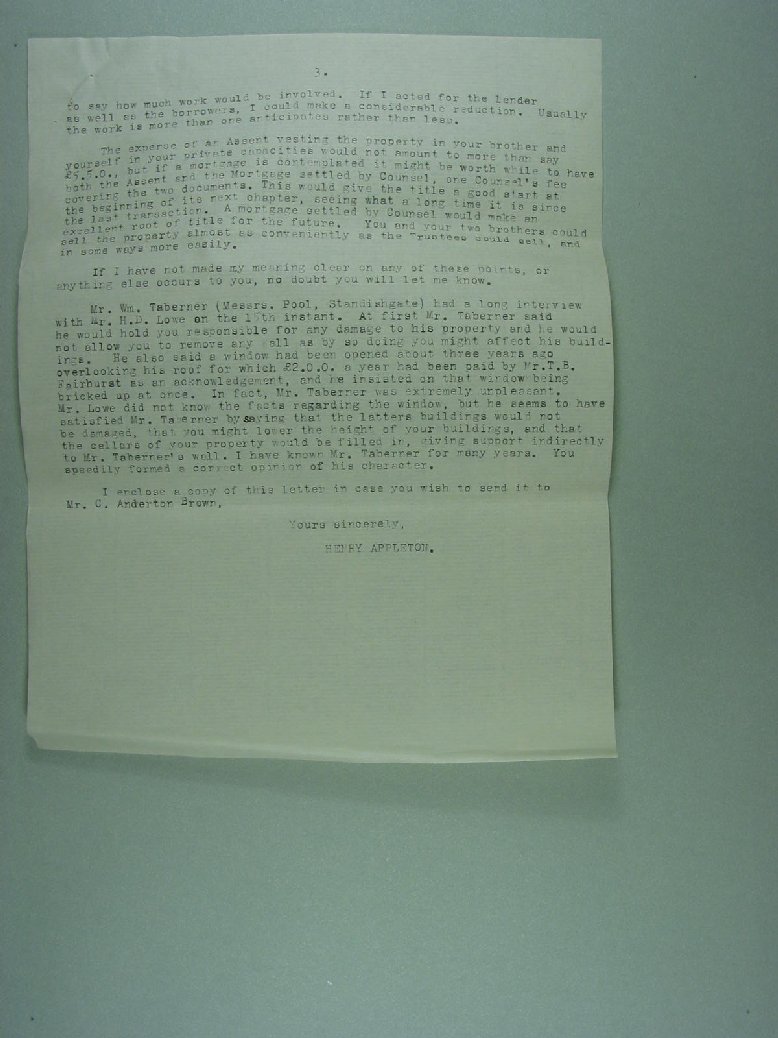 3.
to say how much work would be involved. If I acted for the lender
as well as the borrowers, I could make a considerable reduction. Usually
the work is more than one anticipates rather than less.
The expense of an Assent vesting the property in your brother and
yourself in your private capacities would not amount to more than say
£5.5.0., but if a mortgage is contemplated it might be worth while to have
both the Assent and the Mortgage settled by Counsel, one Counsel's fee
covering the two documents. This would give the title a good start at
the beginning of its next chapter, seeing what a long time it is since
the last transaction. A mortgage settled by Counsel would make an
excellent root of title for the future. You and your two brothers could
sell the property almost as conveniently as the Trustees could sell, and
in some ways more easily.
If I have not made my meaning clear on any of these points, or
anything else occurs to you, no doubt you will let me know.
Mr. Wm. Taberner (Messrs. Pool, Standishgate) had a long interview
with Mr. H.D. Lowe on the instant. At first Mr. Taberner said
he would hold you responsible for any damage to his property and he would
not allow you to remove any wall as by so doing you might affect his build-
ings. He also said a window had been opened about three years ago
overlooking his roof for which £2.0.0. a year had been paid by Mr.T.B.
Fairhurst as an acknowledgement, and he insisted on that window being
bricked up at once. In fact, Mr. Taberner was extremely unpleasant.
Mr. Lowe did not know the facts regarding the window, but he seems to have
satisfied Mr. Taberner by saying that the latters buildings would not
be damaged, that you might lower the height of your buildings, and that
the cellars of your property would be filled in, giving support indirectly
to Mr. Taberner's wall. I have known Mr. Taberner for many years. You
speedily formed a correct opinion of his character.
I enclose a copy of this letter in case you wish to send it to
Mr. C. Anderton Brown,
Yours sincerely,
HENRY APPLETON.